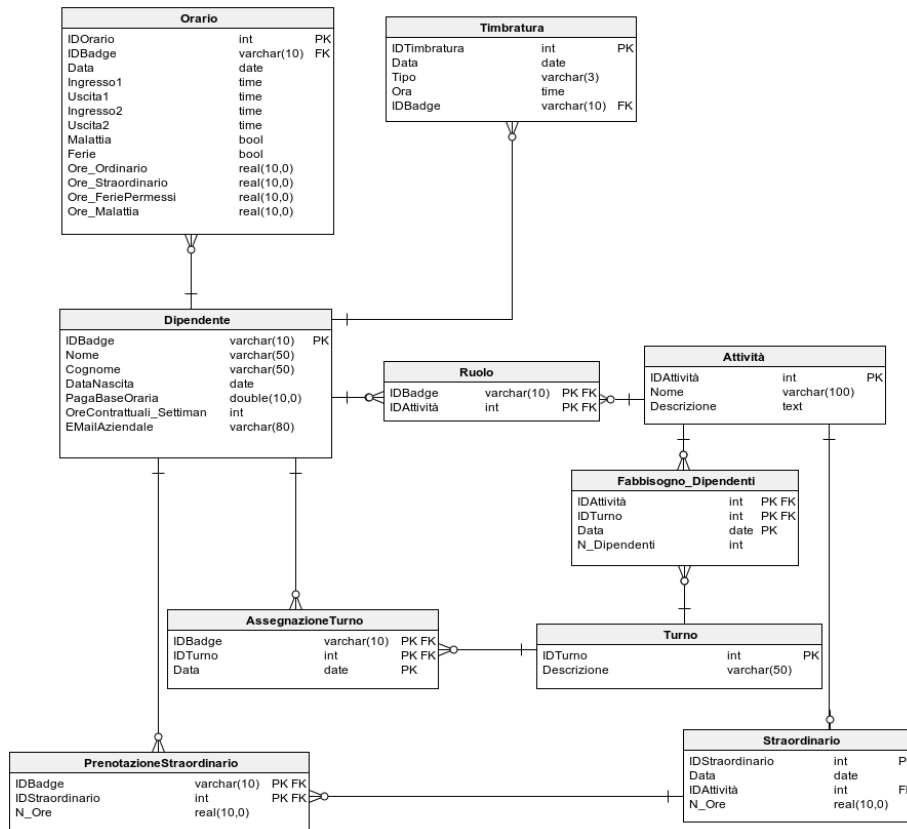 Orario
IDOrario int PK
IDBadge varchar(10) FK
Data date
Ingresso1 time
Uscita1 time
Ingresso2 time
Uscita2 time
Malattia bool
Ferie bool
Ore_Ordinario real(10,0)
Ore_Straordinario real(10,0)
Ore_FeriePermessi real(10,0)
Ore_Malattia real(10,0)
Timbratura
IDTimbratura int PK
Data date
Tipo varchar(3)
Ora time
IDBadge varchar(10) FK
Dipendente
IDBadge varchar(10) PK
Nome varchar(50)
Cognome varchar(50)
DataNascita date
PagaBaseOraria double(10,0)
OreContrattuali_Settiman int
EMailAziendale varchar(80)
Ruolo
IDBadge varchar(10) PK FK
IDAttività int PK FK
Attività
IDAttività int PK
Nome varchar(100)
Descrizione text
Fabbisogno_Dipendenti
IDAttività int PK FK
IDTurno int PK FK
Data date PK
N_Dipendenti int
AssegnazioneTurno
IDBadge varchar(10) PK FK
IDTurno int PK FK
Data date PK
Turno
IDTurno int PK
Descrizione varchar(50)
PrenotazioneStraordinario
IDBadge varchar(10) PK FK
IDStraordinario int PK FK
N_Ore real(10,0)
Straordinario
IDStraordinario int P
Data date
IDAttività int F
N_Ore real(10,0)